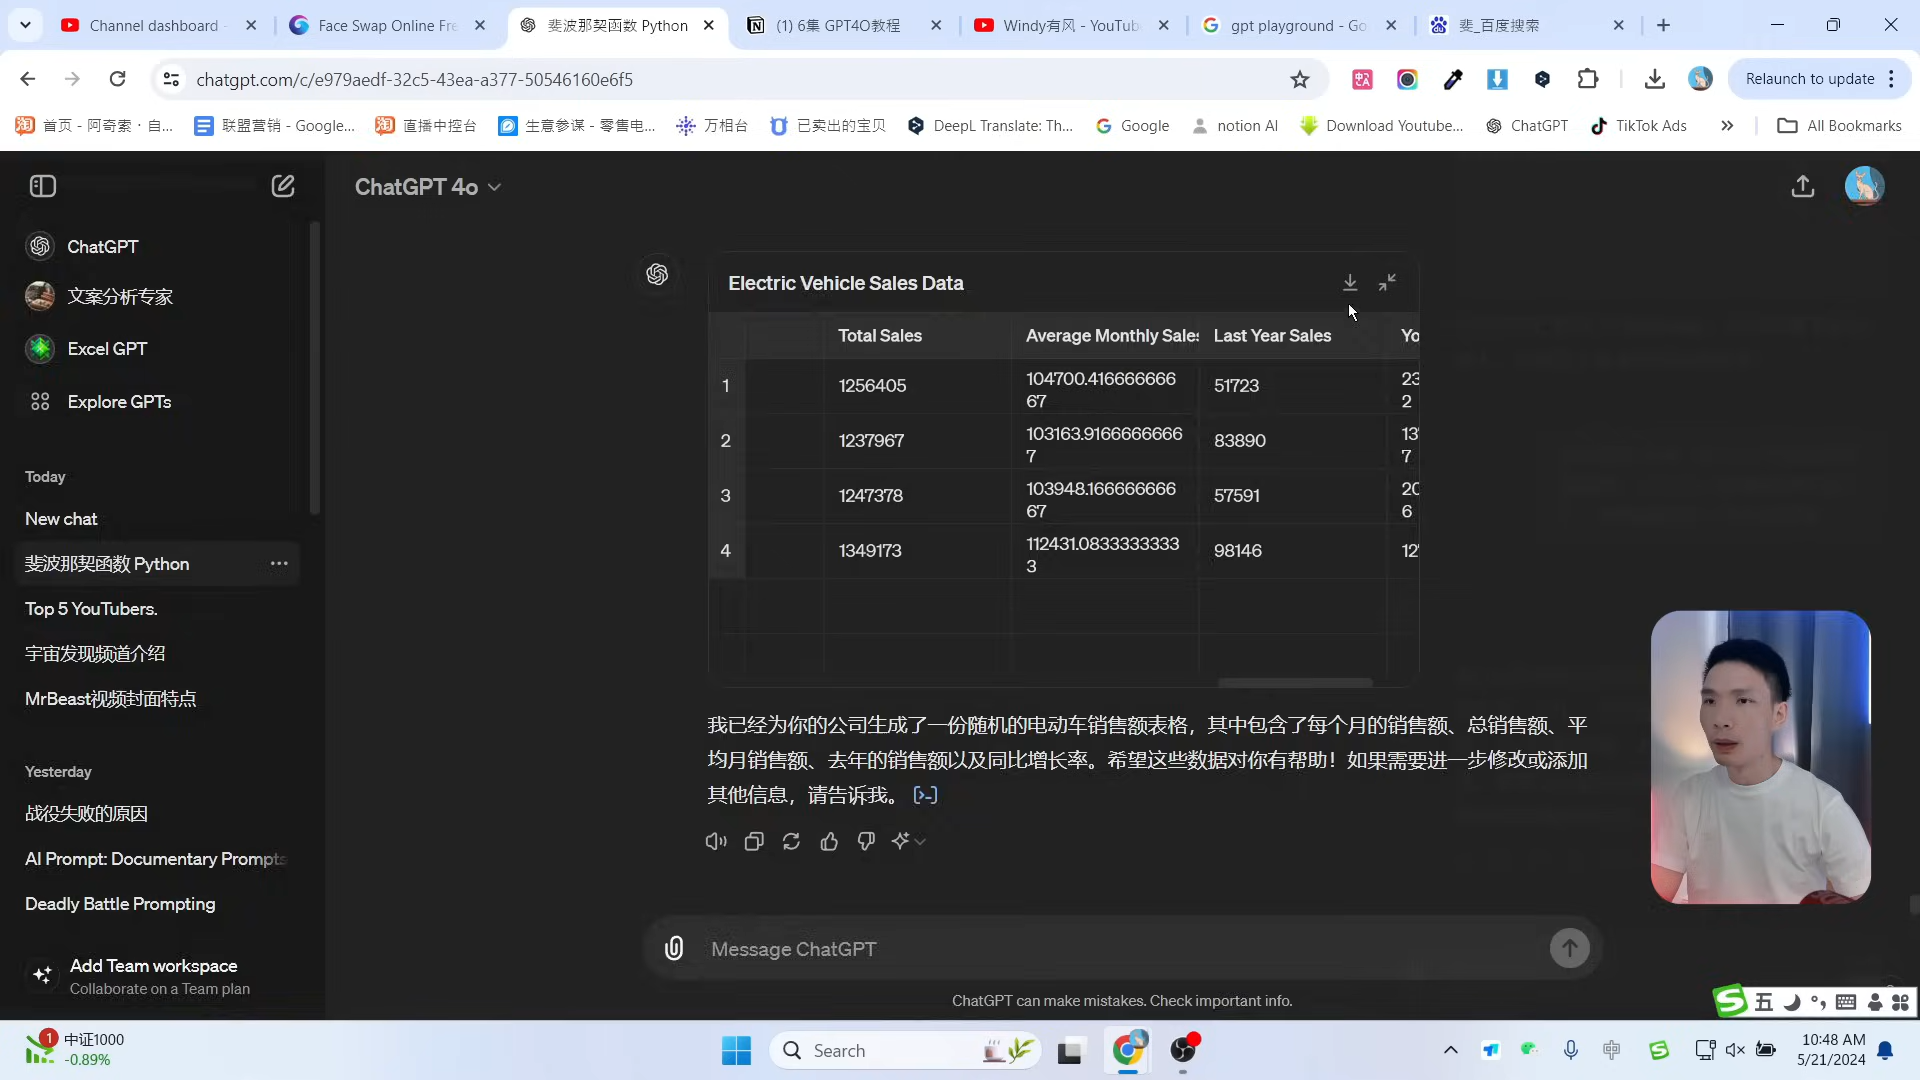 Channel dashboard
Face Swap Online Fre
斐波那契函数 Python
(1) 6集 GPT4O教程
Windy有风 - YouTub
gpt playground - Go
斐_百度搜索
chatgpt.com/c/e979aedf-32c5-43ea-a377-50546160e6f5
Relaunch to update
首页 - 阿奇索 · 自...
联盟营销 - Google...
直播中控台
生意参谋 - 零售电...
万相台
已卖出的宝贝
DeepL Translate: Th...
Google
notion AI
Download Youtube...
ChatGPT
TikTok Ads
All Bookmarks
ChatGPT 4o
ChatGPT
文案分析专家
Excel GPT
Explore GPTs
Today
New chat
斐波那契函数 Python
Top 5 YouTubers.
宇宙发现频道介绍
MrBeast视频封面特点
Yesterday
战役失败的原因
AI Prompt: Documentary Prompts
Deadly Battle Prompting
Add Team workspace
Collaborate on a Team plan
Electric Vehicle Sales Data
Total Sales Average Monthly Sales Last Year Sales Yo
1 1256405 104700.416666666 51723 23
67 2
2 1237967 103163.9166666666 83890 13
7 7
3 1247378 103948.166666666 57591 20
67 6
4 1349173 112431.0833333333 98146 12
3
我已经为你的公司生成了一份随机的电动车销售额表格，其中包含了每个月的销售额、总销售额、平
均月销售额、去年的销售额以及同比增长率。希望这些数据对你有帮助！如果需要进一步修改或添加
其他信息，请告诉我。 [>-]
Message ChatGPT
ChatGPT can make mistakes. Check important info.
五
1
中证1000
-0.89%
Search
中
10:48 AM
5/21/2024